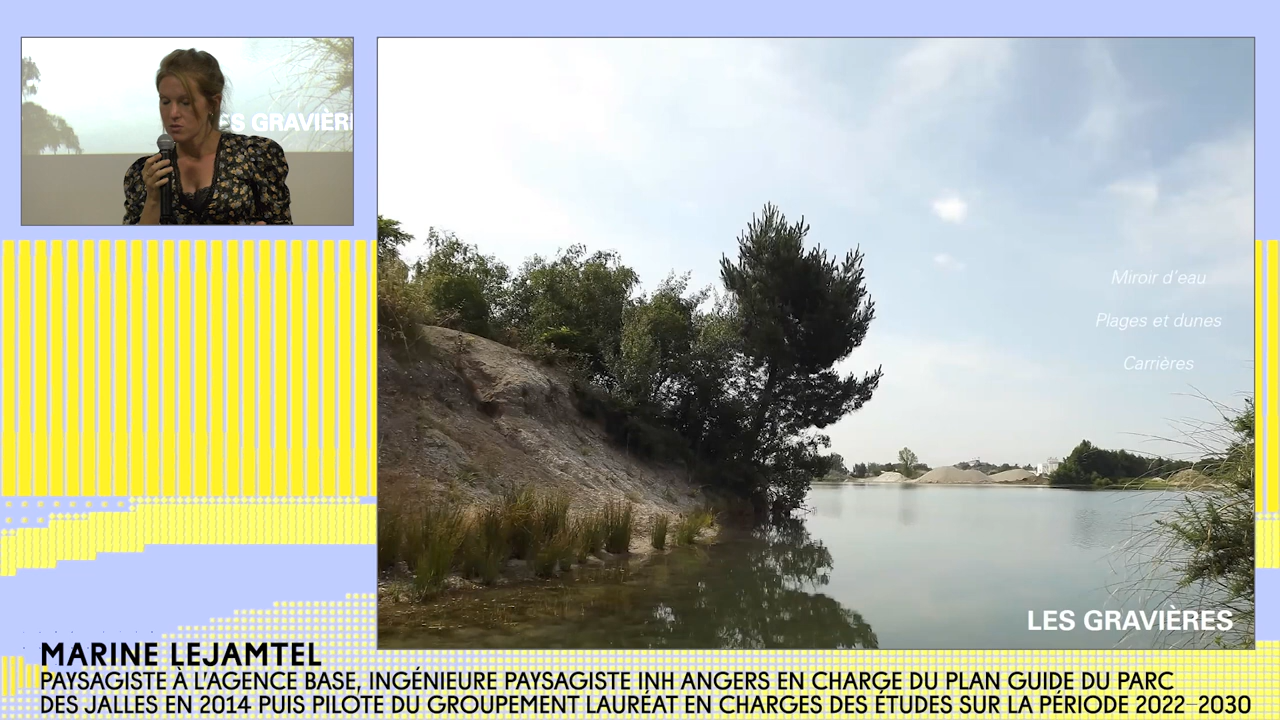 ES GRAVIÈRE
Miroir d'eau
Plages et dunes
Carrières
LES GRAVIÈRES
MARINE LEJAMTEL
PAYSAGISTE À L'AGENCE BASE, INGÉNIEURE PAYSAGISTE INH ANGERS EN CHARGE DU PLAN GUIDE DU PARC
DES JALLES EN 2014 PUIS PILOTE DU GROUPEMENT LAURÉAT EN CHARGES DES ÉTUDES SUR LA PÉRIODE 2022-2030